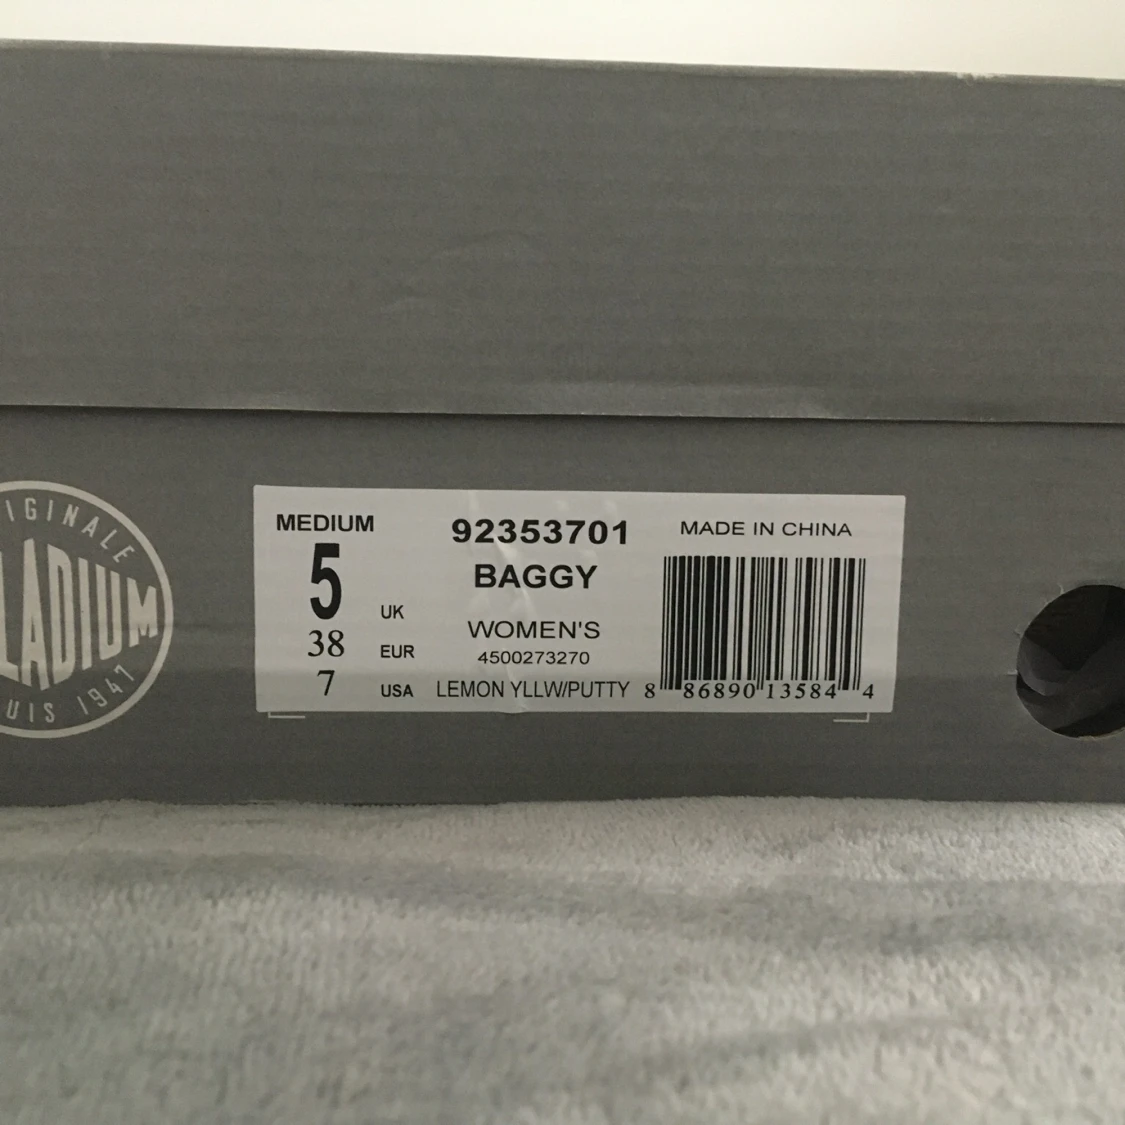 IGINALE
LADIUM
UIS 1947
MEDIUM
5 UK
38 EUR
7 USA
92353701
BAGGY
WOMEN'S
4500273270
LEMON YLLW/PUTTY
MADE IN CHINA
8 86890 13584 4